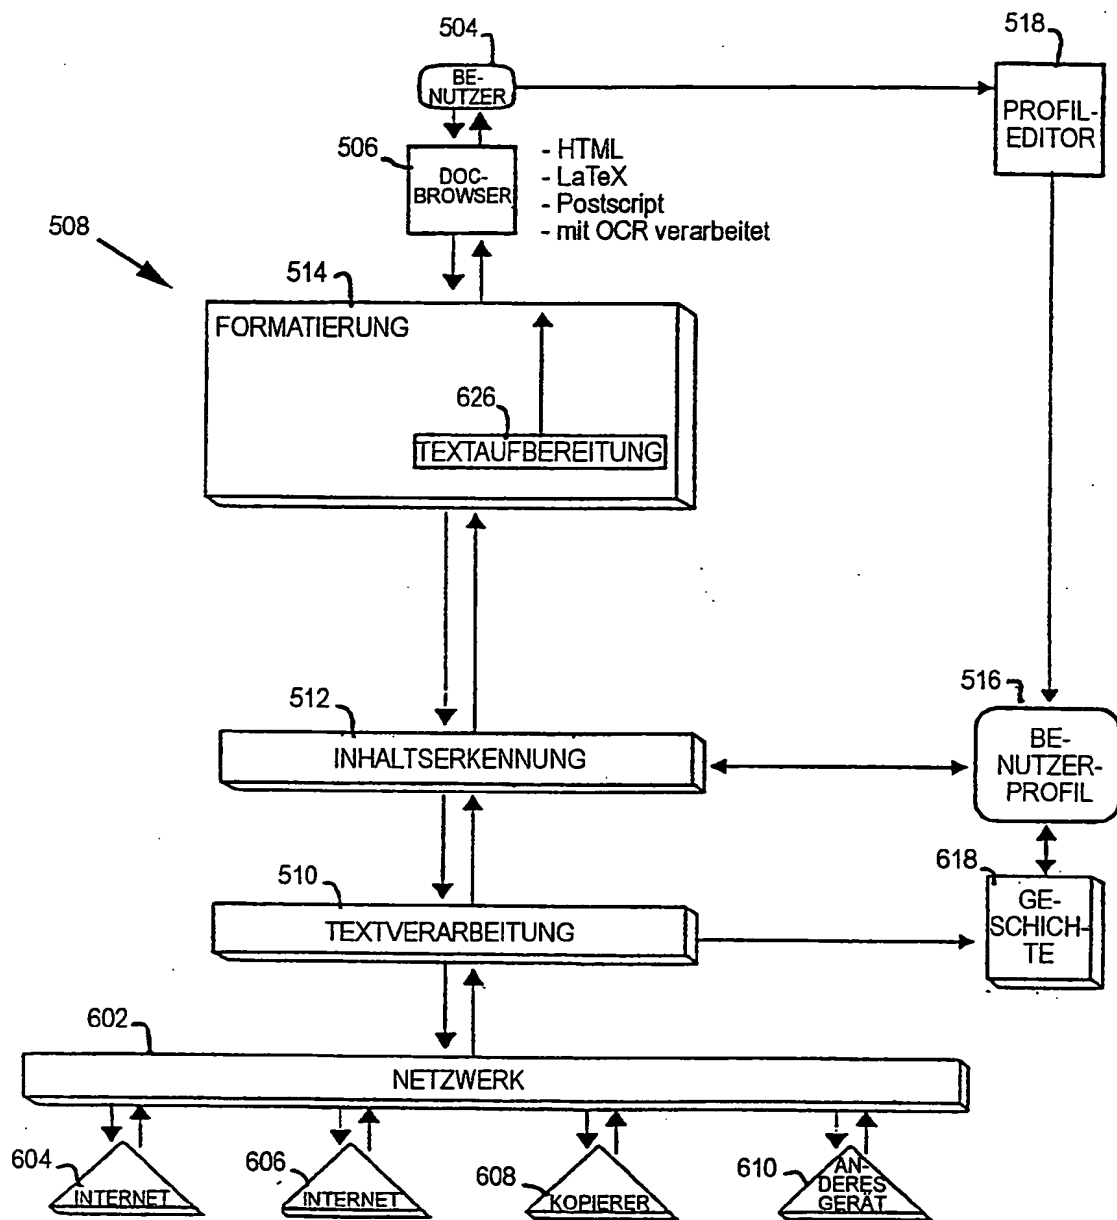 504
BE-
NUTZER
518
PROFIL-
EDITOR
506
DOC-
BROWSER
- HTML
- LaTeX
- Postscript
- mit OCR verarbeitet
508
514
FORMATIERUNG
626
TEXTAUFBEREITUNG
512
INHALTSERKENNUNG
516
BE-
NUTZER-
PROFIL
510
TEXTVERARBEITUNG
618
GE-
SCHICH-
TE
602
NETZWERK
604
INTERNET
606
INTERNET
608
KOPIERER
610
AN-
DERES
GERÄT